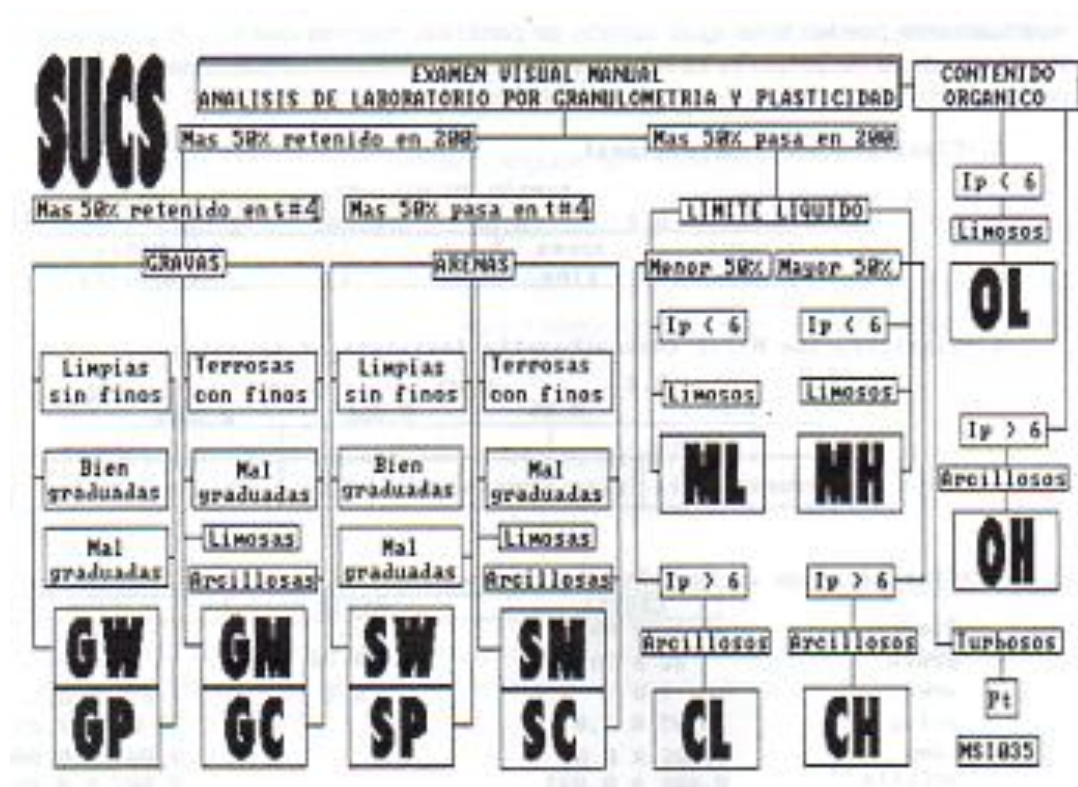 SUCS
EXAMEN VISUAL MANUAL
ANALISIS DE LABORATORIO POR GRANULOMETRIA Y PLASTICIDAD
CONTENIDO
ORGANICO
Mas 50% retenido en 200
Mas 50% pasa en 200
Mas 50% retenido en t#4
Mas 50% pasa en t#4
GRAVAS
ARENAS
Limpias
sin finos
Terrosas
con finos
Limpias
sin finos
Terrosas
con finos
Bien
graduadas
Mal
graduadas
Bien
graduadas
Mal
graduadas
Mal
graduadas
Limosas
Arcillosas
Mal
graduadas
Limosas
Arcillosas
GW
GM
SW
SM
GP
GC
SP
SC
LIMITE LIQUIDO
Menor 50%
Mayor 50%
Ip < 6
Ip < 6
Limosos
Limosos
ML
MH
Ip > 6
Ip > 6
Arcillosos
Arcillosos
CL
CH
Ip < 6
Limosos
OL
Ip > 6
Arcillosos
OH
Turbosos
Pt
MSI035